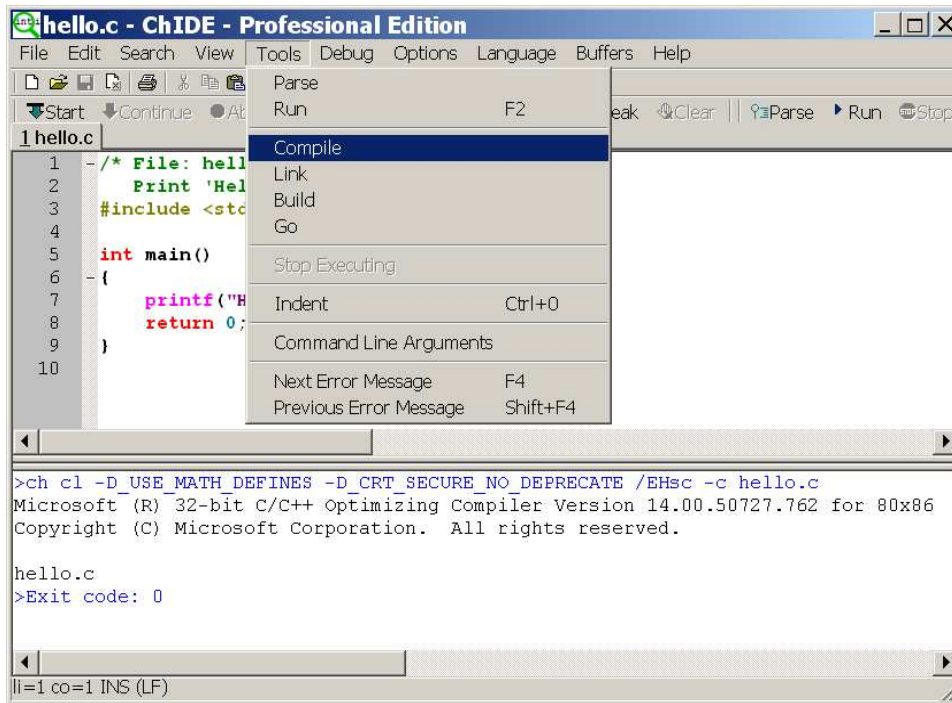 hello.c - ChIDE - Professional Edition
File Edit Search View Tools Debug Options Language Buffers Help
Start Continue Clear || Parse Run Stop
1 hello.c
Parse
Run F2
Compile
Link
Build
Go
Stop Executing
Indent Ctrl+0
Command Line Arguments
Next Error Message F4
Previous Error Message Shift+F4
1 /* File: hell
2 Print 'Hel
3 #include <std
4
5 int main()
6 {
7 printf("H
8 return 0;
9 }
10
>ch cl -D_USE_MATH_DEFINES -D_CRT_SECURE_NO_DEPRECATE /EHsc -c hello.c
Microsoft (R) 32-bit C/C++ Optimizing Compiler Version 14.00.50727.762 for 80x86
Copyright (C) Microsoft Corporation. All rights reserved.
hello.c
>Exit code: 0
li=1 co=1 INS (LF)